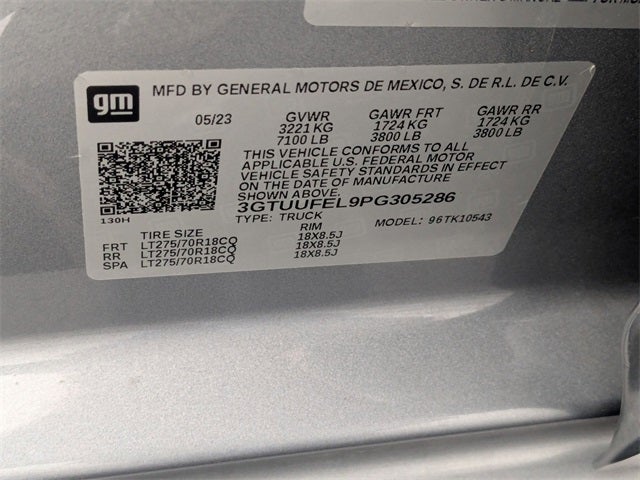 gm
MFD BY GENERAL MOTORS DE MEXICO, S. DE R.L. DE C.V.
05/23 GVWR GAWR FRT GAWR RR
3221 KG 1724 KG 1724 KG
7100 LB 3800 LB 3800 LB
THIS VEHICLE CONFORMS TO ALL
APPLICABLE U.S. FEDERAL MOTOR
VEHICLE SAFETY STANDARDS IN EFFECT
ON THE DATE OF MANUFACTURE
SHOWN ABOVE.
3GTUUFEL9PG305286
130H
TYPE: TRUCK MODEL: 96TK10543
TIRE SIZE RIM
FRT LT275/70R18CQ 18X8.5J
RR LT275/70R18CQ 18X8.5J
SPA LT275/70R18CQ 18X8.5J